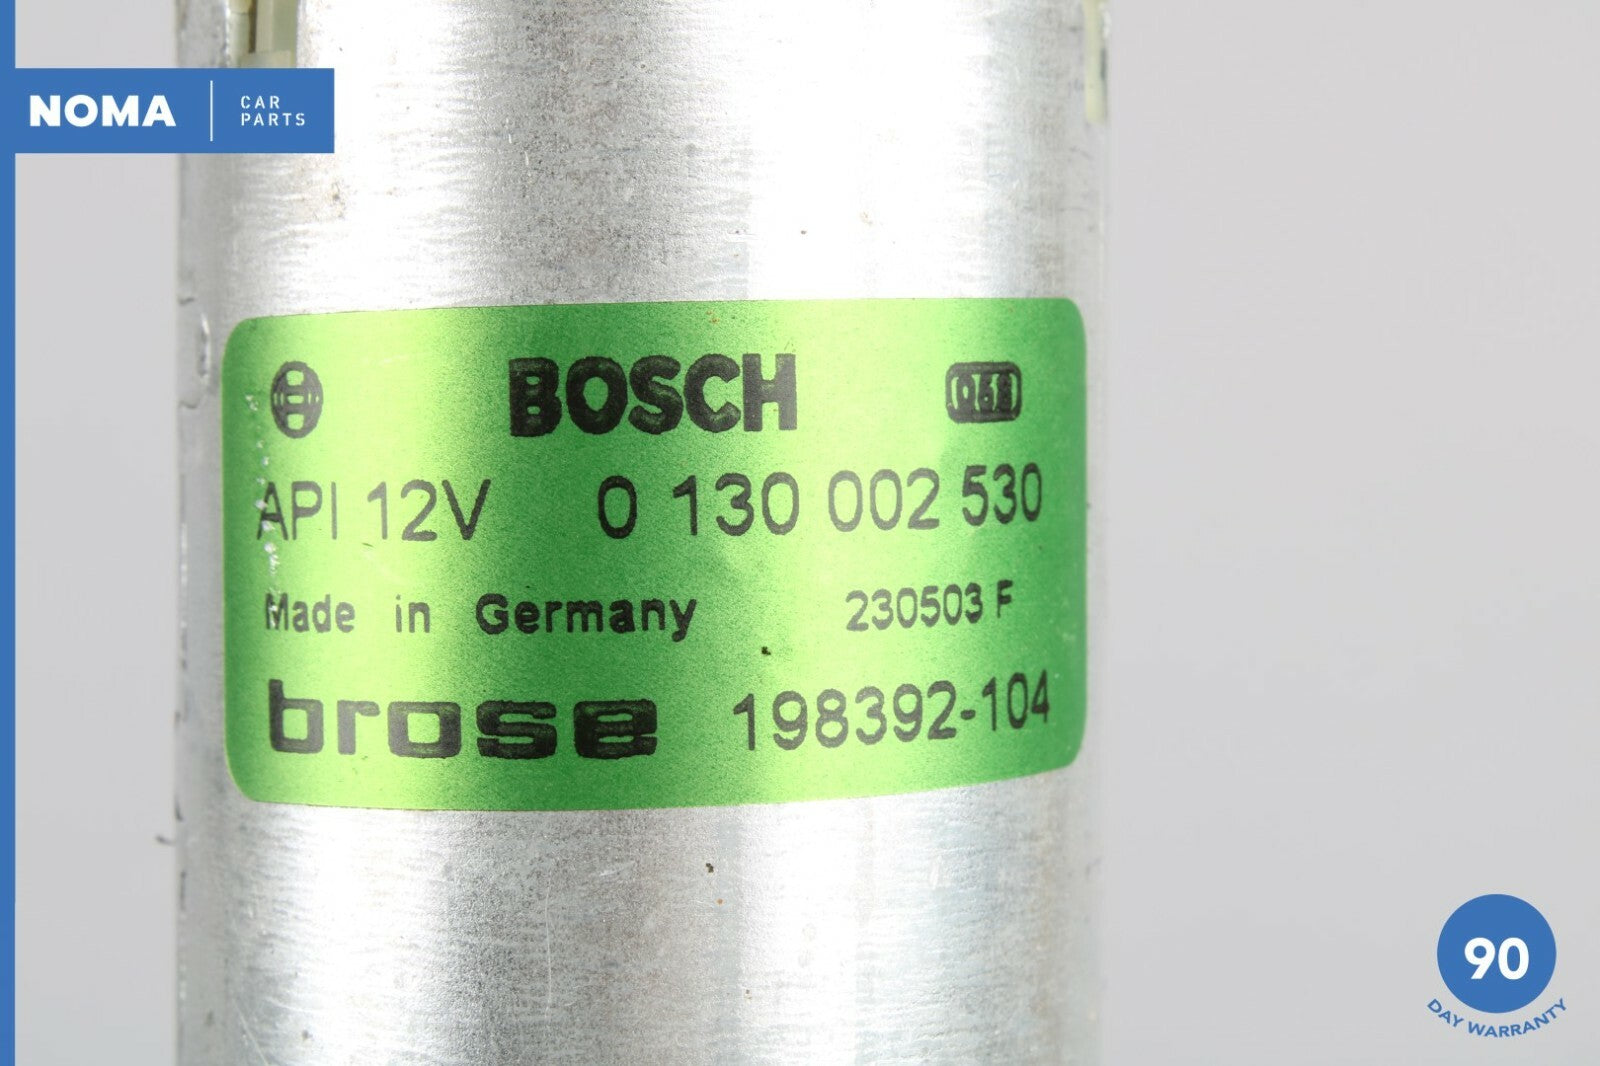 NOMA CAR PARTS
BOSCH 068
API 12V 0 130 002 530
Made in Germany 230503 F
brose 198392-104
90
DAY WARRANTY